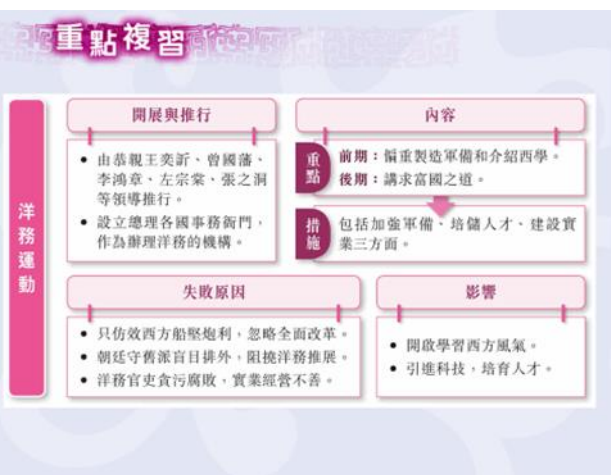 重點複習
洋務運動
開展與推行
• 由恭親王奕訢、曾國藩、
李鴻章、左宗棠、張之洞
等領導推行。
• 設立總理各國事務衙門，
作為辦理洋務的機構。
內容
重點
前期：偏重製造軍備和介紹西學。
後期：講求富國之道。
措施
包括加強軍備、培儲人才、建設實
業三方面。
失敗原因
• 只仿效西方船堅炮利，忽略全面改革。
• 朝廷守舊派盲目排外，阻撓洋務推展。
• 洋務官吏貪污腐敗，實業經營不善。
影響
• 開啟學習西方風氣。
• 引進科技，培育人才。